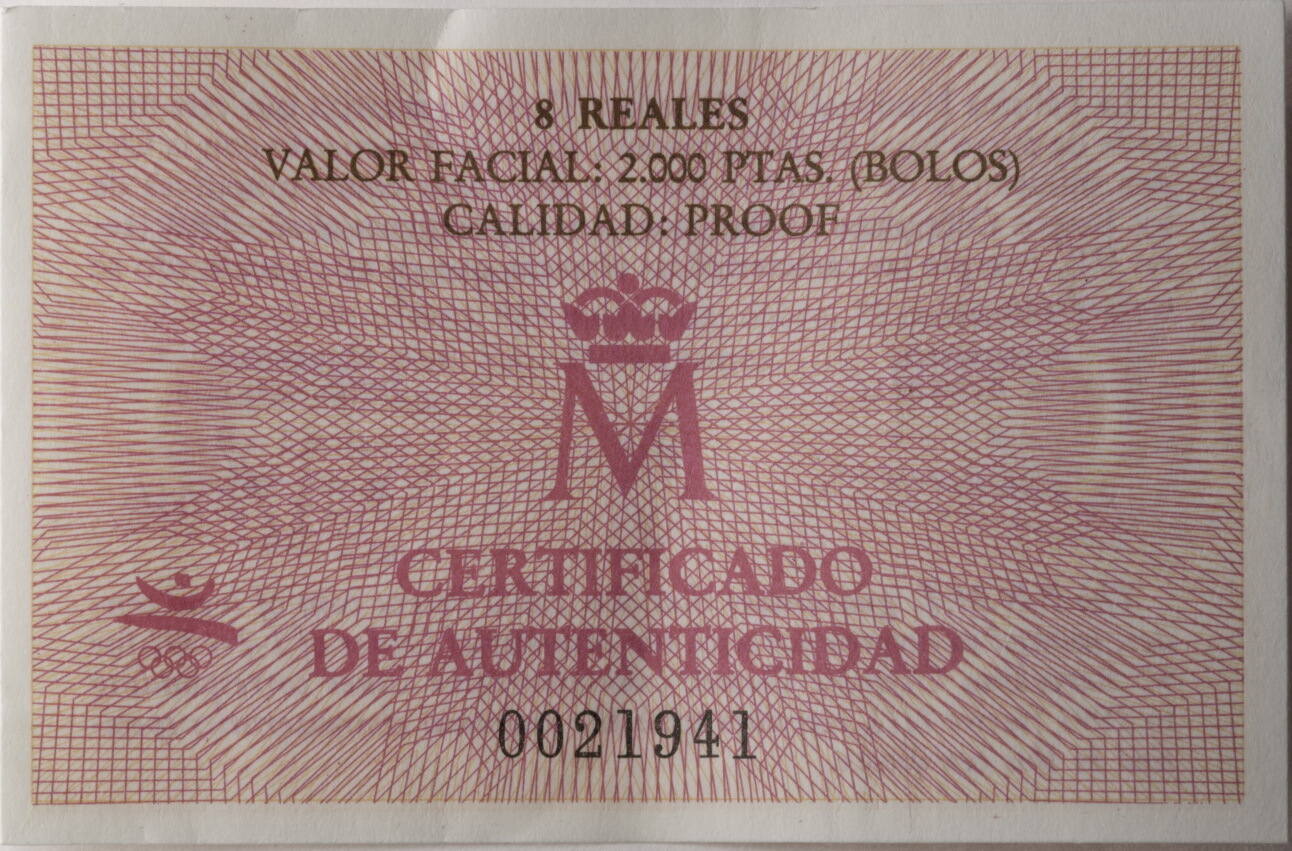 8 REALES
VALOR FACIAL: 2.000 PTAS. (BOLOS)
CALIDAD: PROOF
M
CERTIFICADO
DE AUTENTICIDAD
0021941